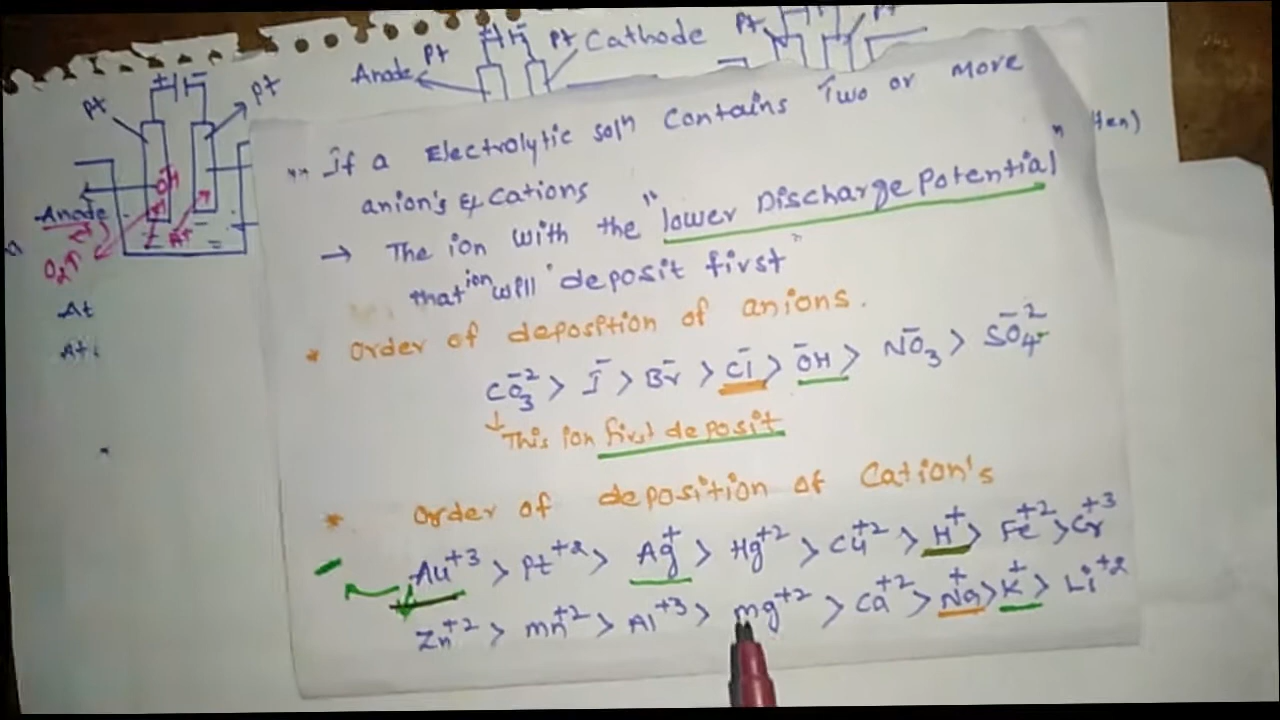 Pt Pt
Anode Pt Pt Cathode Pt Pt
Anode
OH
O2↑
At
At
"" If a Electrolytic solⁿ Contains Two or more
anion's & Cations
→ The ion with the "lower Discharge Potential"
that ion will deposit first"
* Order of deposition of anions.
CO₃⁻² > I⁻ > Br⁻ > Cl⁻ > OH⁻ > NO₃⁻ > SO₄⁻²
↓ This ion first deposit
* Order of deposition of Cation's
Au⁺³ > Pt⁺² > Ag⁺ > Hg⁺² > Cu⁺² > H⁺ > Fe⁺² > Cr⁺³
Zn⁺² > Mn⁺² > Al⁺³ > mg⁺² > Ca⁺² > Na⁺ > K⁺ > Li⁺²